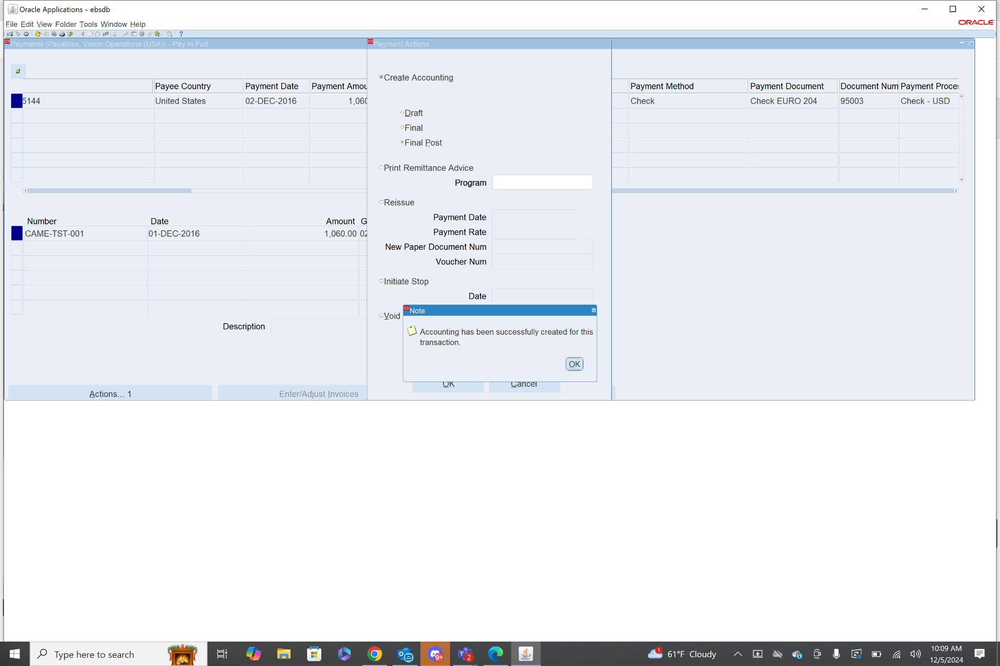 Oracle Applications - ebsdb
File Edit View Folder Tools Window Help
ORACLE
Payments (Payables, Vision Operations (USA)) - Pay in Full
Payment Actions
Create Accounting
Payee Country
Payment Date
Payment Amou
Payment Method
Payment Document
Document Num
Payment Proce
5144
United States
02-DEC-2016
1,060
Check
Check EURO 204
95003
Check - USD
Draft
Final
Final Post
Print Remittance Advice
Program
Reissue
Payment Date
Payment Rate
New Paper Document Num
Voucher Num
Number
Date
Amount
G
CAME-TST-001
01-DEC-2016
1,060.00
02
Initiate Stop
Date
Void
Note
Accounting has been successfully created for this
transaction.
OK
Description
OK
Cancel
Actions... 1
Enter/Adjust Invoices
Type here to search
9+
2
1
61°F Cloudy
10:09 AM
12/5/2024